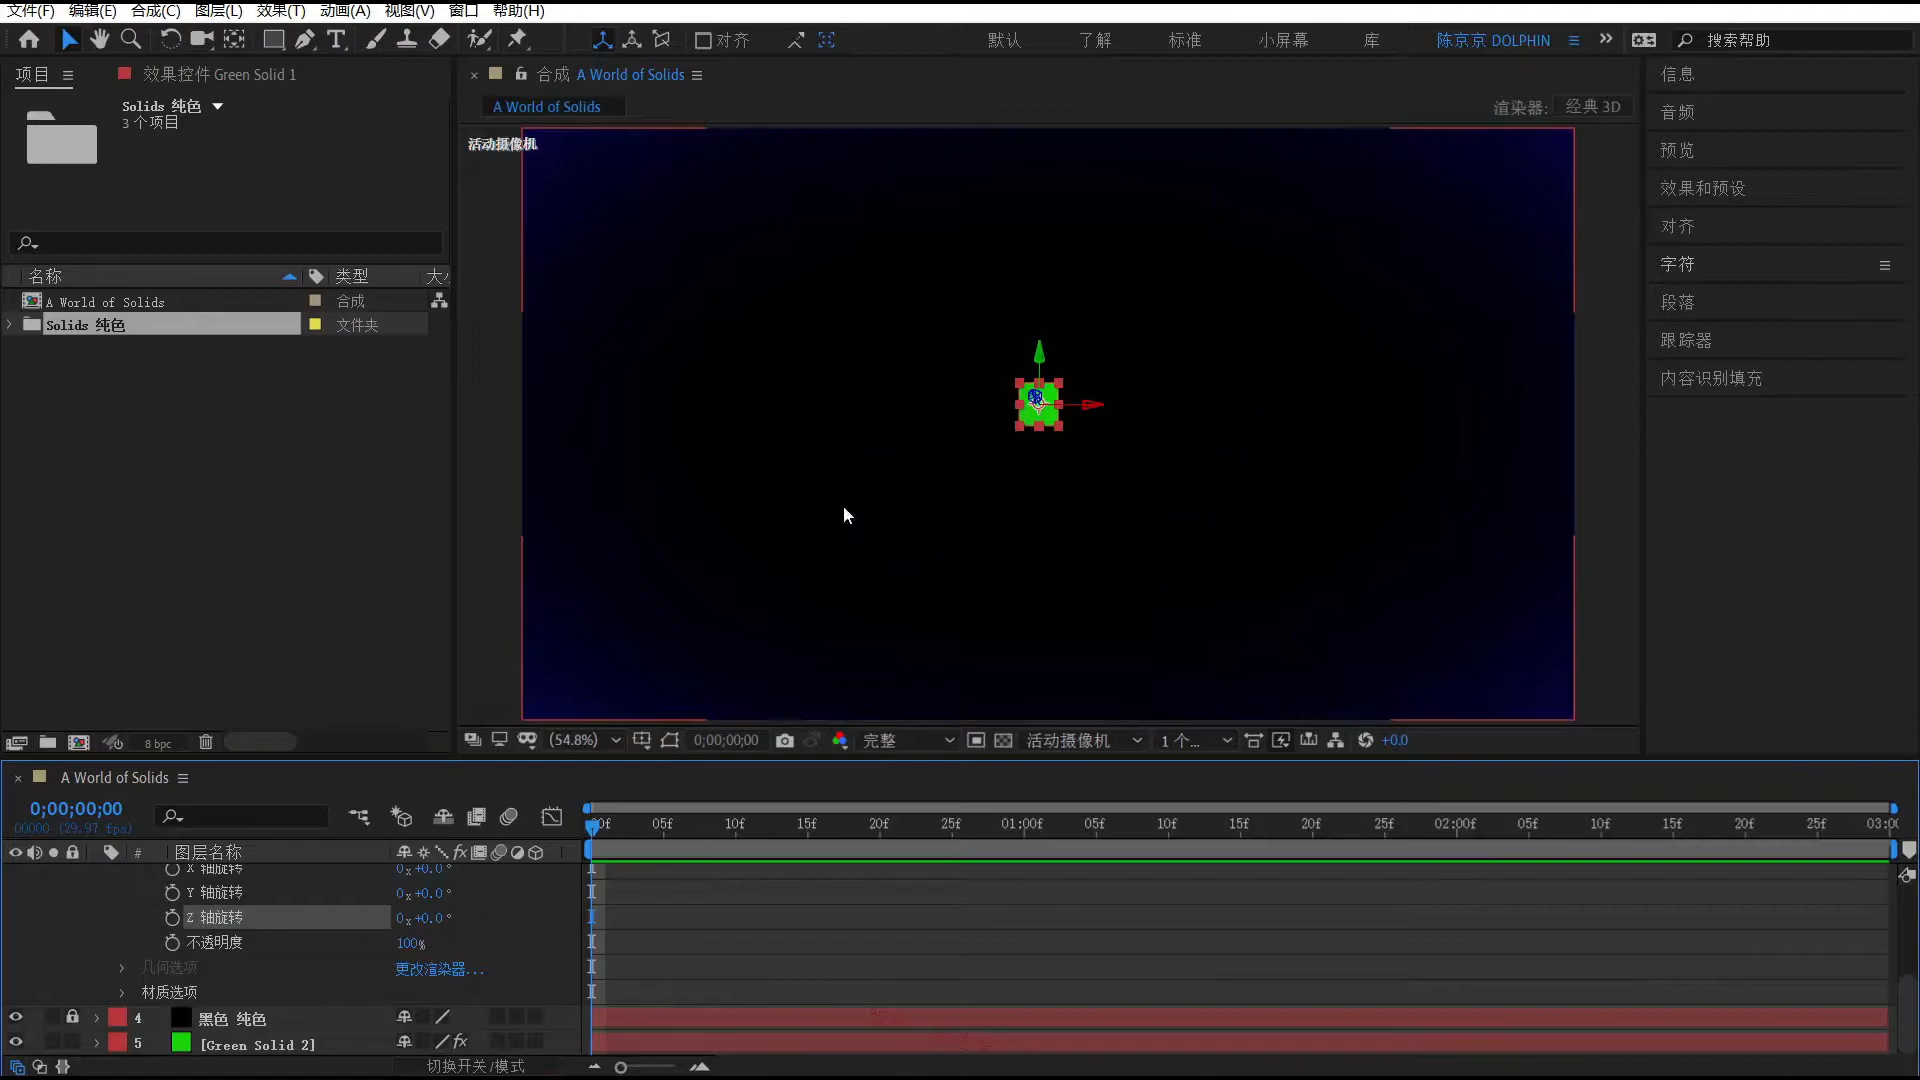 文件(F) 编辑(E) 合成(C) 图层(L) 效果(T) 动画(A) 视图(V) 窗口 帮助(H)
对齐 默认 了解 标准 小屏幕 库 陈京京 DOLPHIN 搜索帮助
项目 效果控件 Green Solid 1
合成 A World of Solids
Solids 纯色
3 个项目
A World of Solids
渲染器: 经典 3D
活动摄像机
信息
音频
预览
效果和预设
对齐
字符
段落
跟踪器
内容识别填充
名称 类型
A World of Solids 合成
Solids 纯色 文件夹
8 bpc
(54.8%) 0;00;00;00 完整 活动摄像机 1 个... +0.0
A World of Solids
0;00;00;00
00000 (29.97 fps)
05f 10f 15f 20f 25f 01:00f 05f 10f 15f 20f 25f 02:00f 05f 10f 15f 20f 25f
# 图层名称
X 轴旋转 0x+0.0°
Y 轴旋转 0x+0.0°
Z 轴旋转 0x+0.0°
不透明度 100%
几何选项 更改渲染器...
材质选项
4 黑色 纯色
5 [Green Solid 2]
切换开关/模式